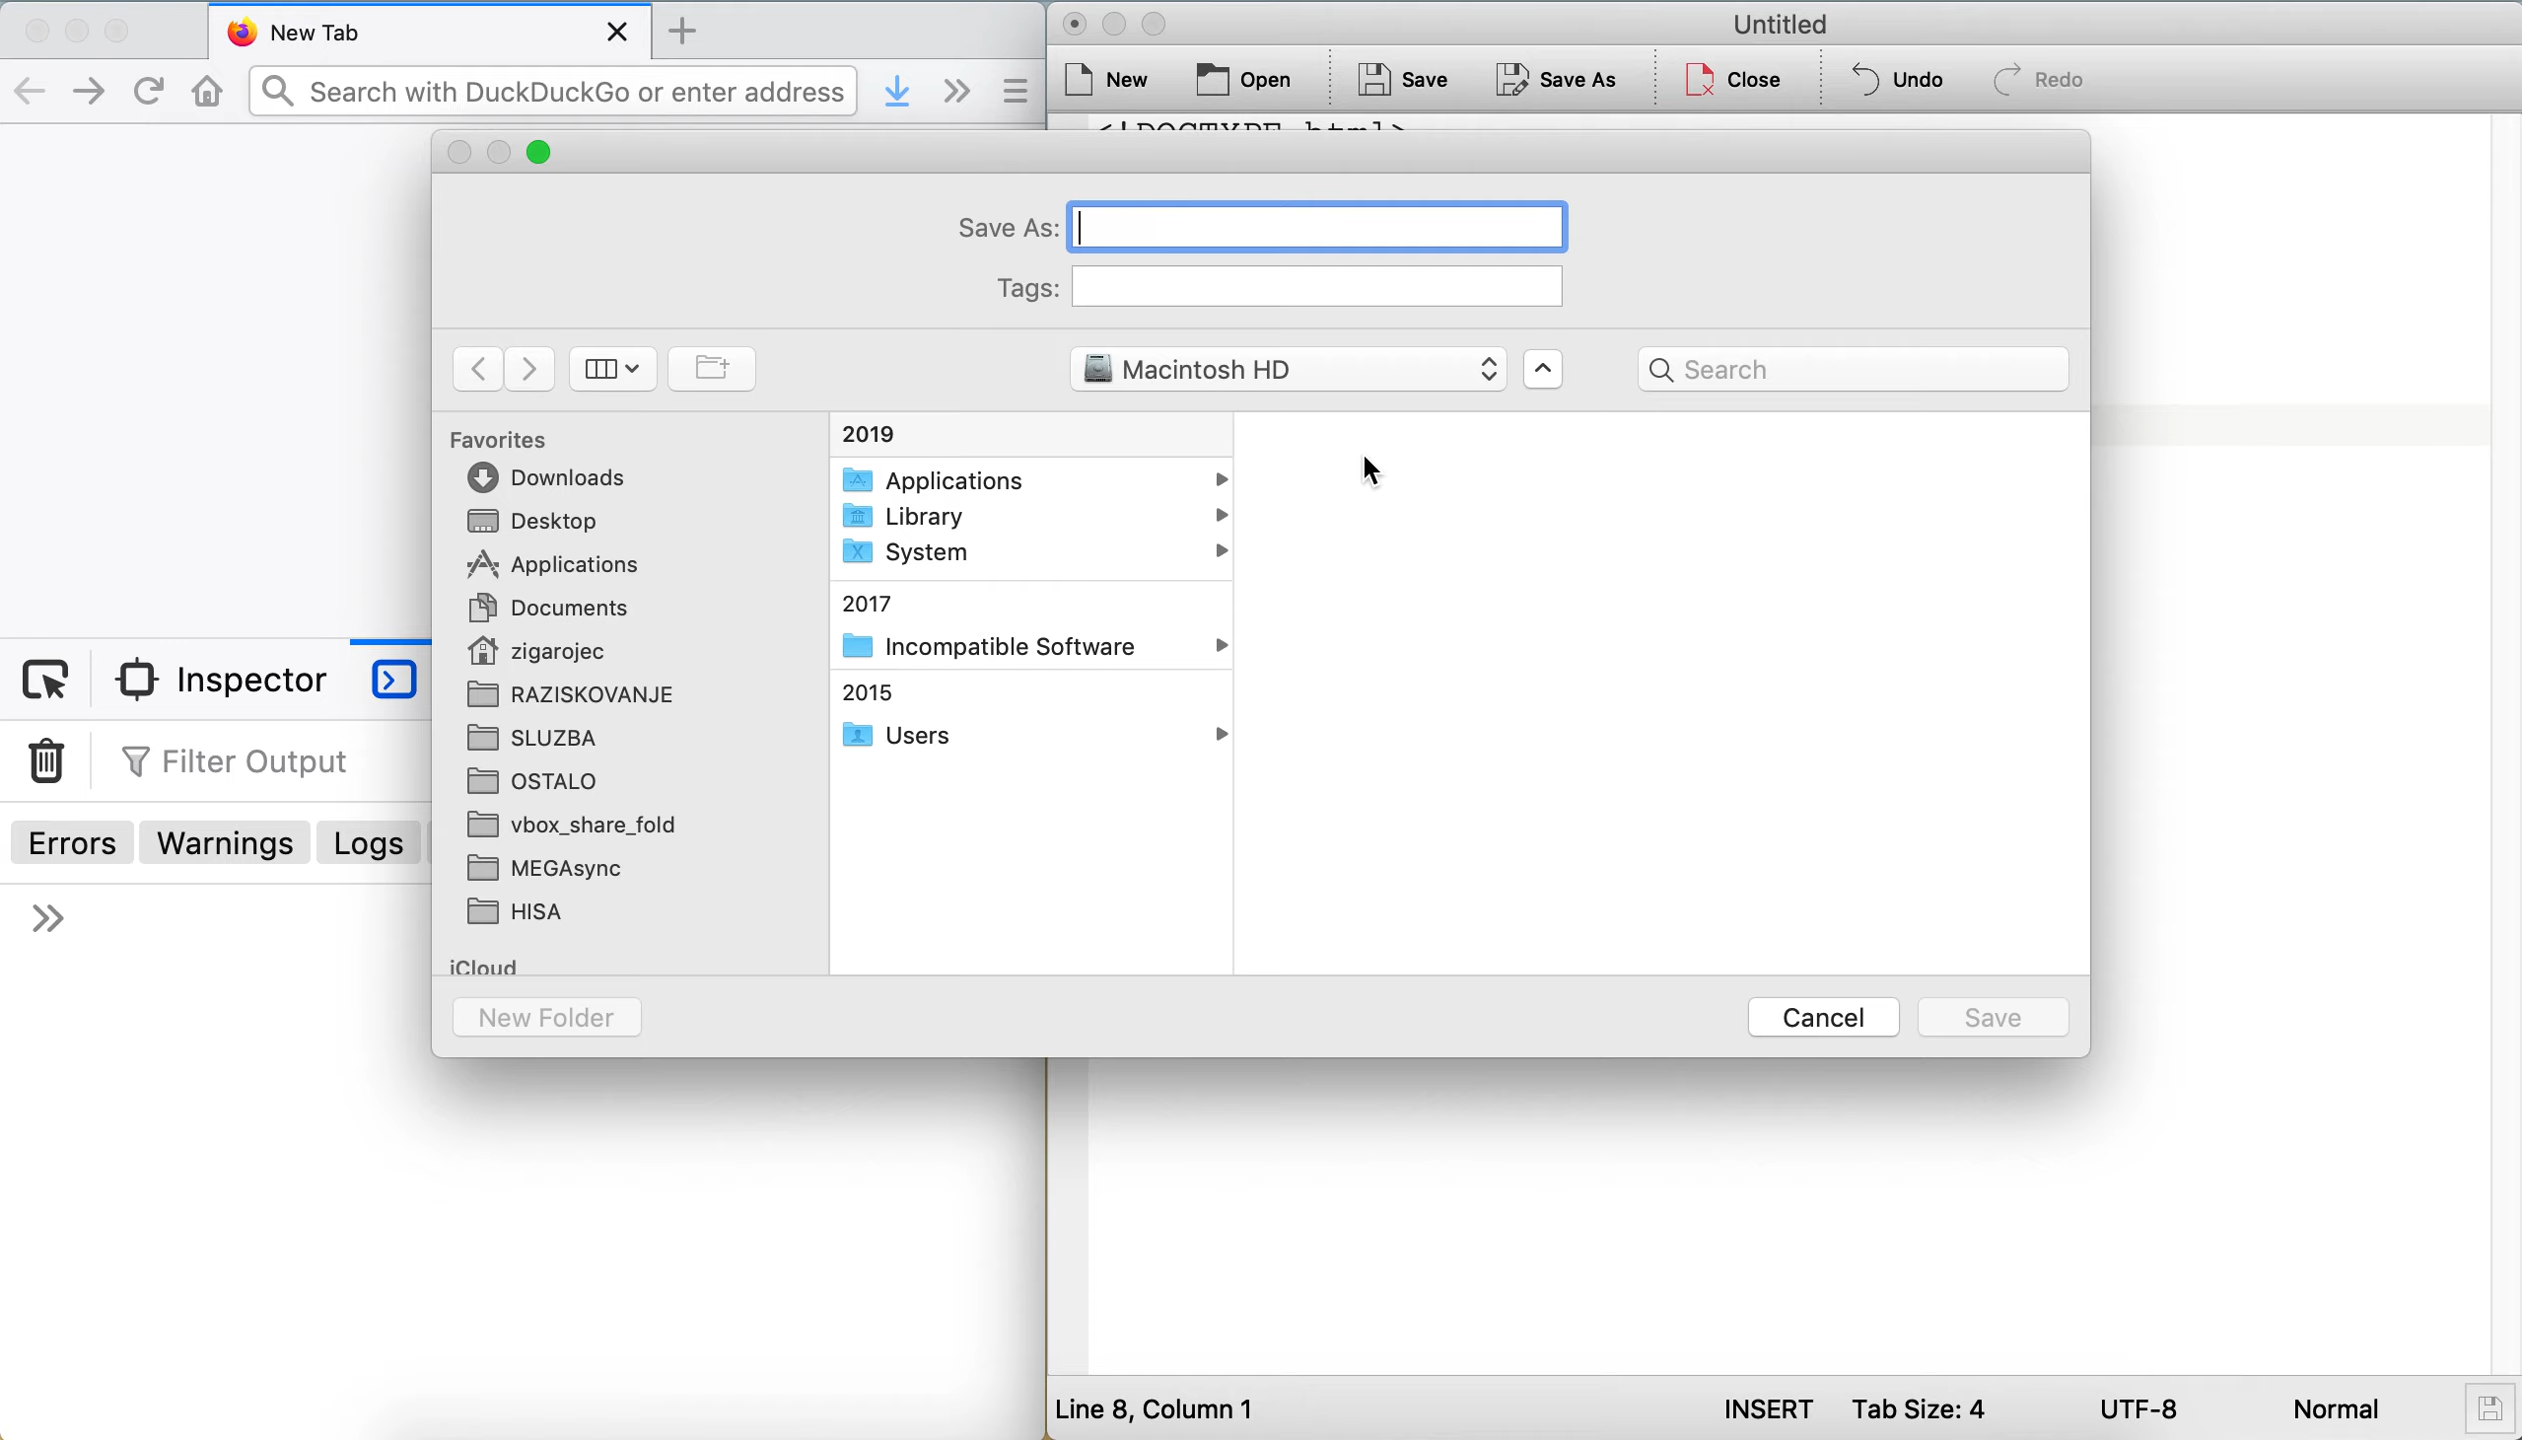 New Tab
Search with DuckDuckGo or enter address
Untitled
New Open Save Save As Close Undo Redo
<!DOCTYPE html>
Save As:
Tags:
Macintosh HD
Search
Favorites
Downloads
Desktop
Applications
Documents
zigarojec
RAZISKOVANJE
SLUZBA
OSTALO
vbox_share_fold
MEGAsync
HISA
iCloud
2019
Applications
Library
System
2017
Incompatible Software
2015
Users
New Folder
Cancel Save
Inspector
Filter Output
Errors Warnings Logs
Line 8, Column 1 INSERT Tab Size: 4 UTF-8 Normal